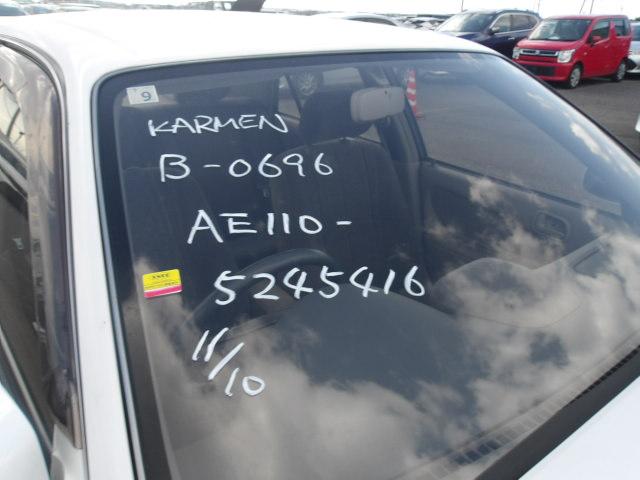 9
KARMEN
B-0696
AE110-
5245416
11/10